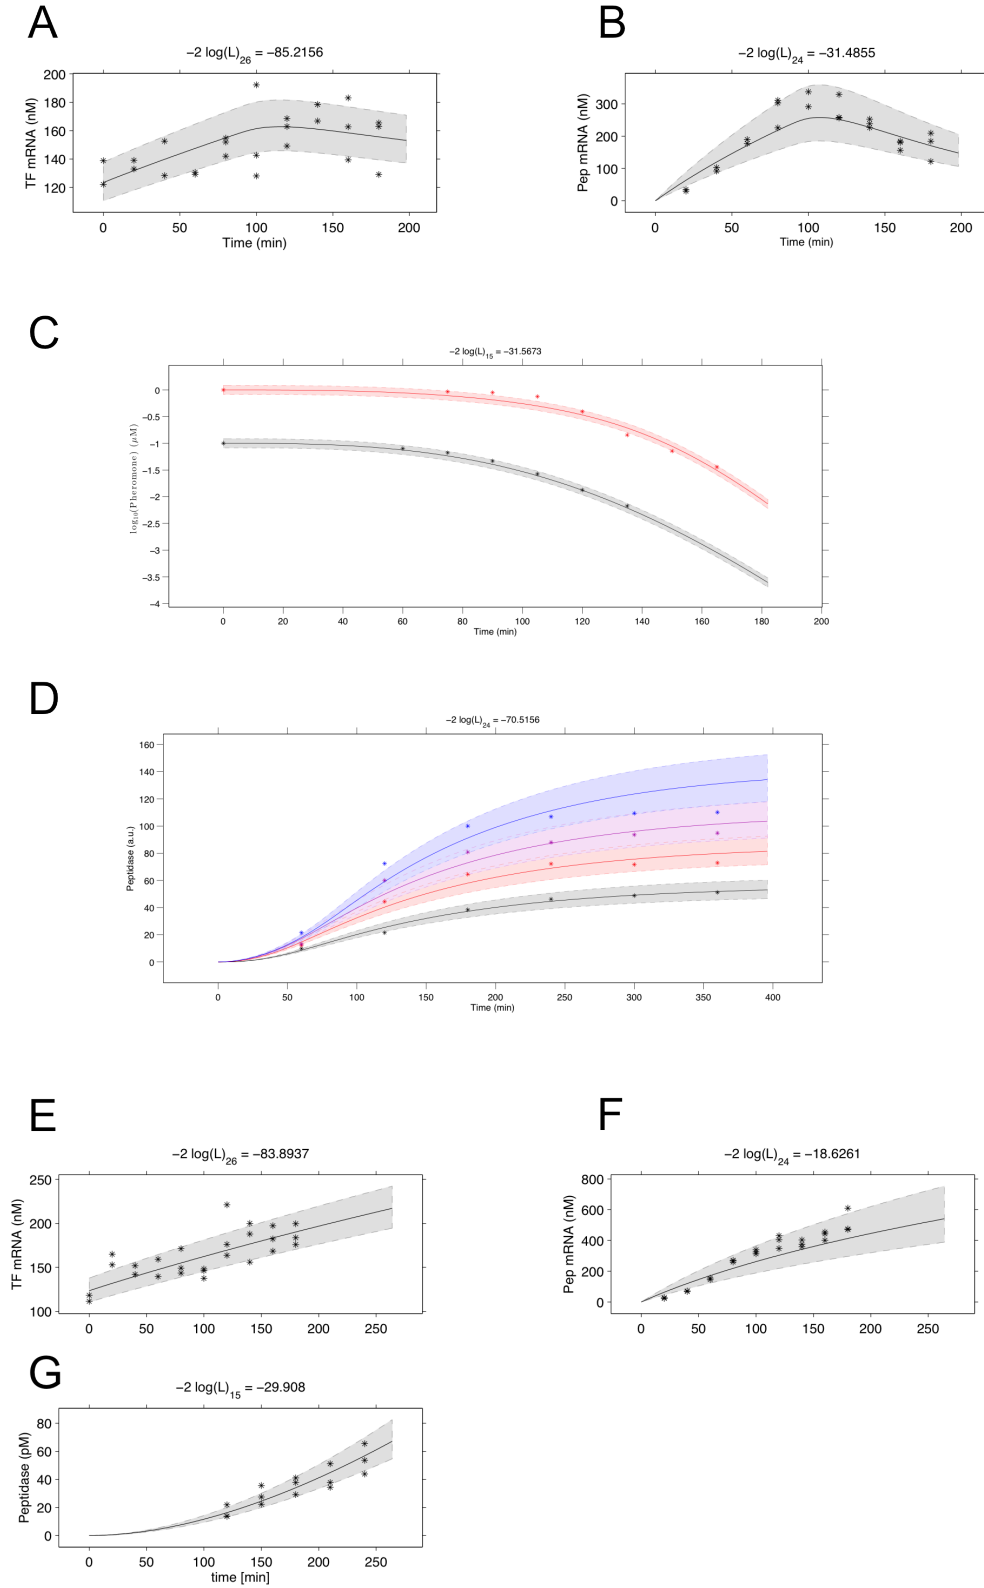 A
−2 log(L)26 = −85.2156
TF mRNA (nM)
200
180
160
140
120
0 50 100 150 200
Time (min)
B
−2 log(L)24 = −31.4855
Pep mRNA (nM)
300
200
100
0
0 50 100 150 200
Time (min)
C
−2 log(L)15 = −31.5673
log10(Pheromone) (μM)
0
−0.5
−1
−1.5
−2
−2.5
−3
−3.5
−4
0 20 40 60 80 100 120 140 160 180 200
Time (min)
D
−2 log(L)24 = −70.5156
Peptidase (a.u.)
160
140
120
100
80
60
40
20
0
0 50 100 150 200 250 300 350 400
Time (min)
E
−2 log(L)26 = −83.8937
TF mRNA (nM)
250
200
150
100
0 50 100 150 200 250
F
−2 log(L)24 = −18.6261
Pep mRNA (nM)
800
600
400
200
0
0 50 100 150 200 250
G
−2 log(L)15 = −29.908
Peptidase (pM)
80
60
40
20
0
0 50 100 150 200 250
time [min]